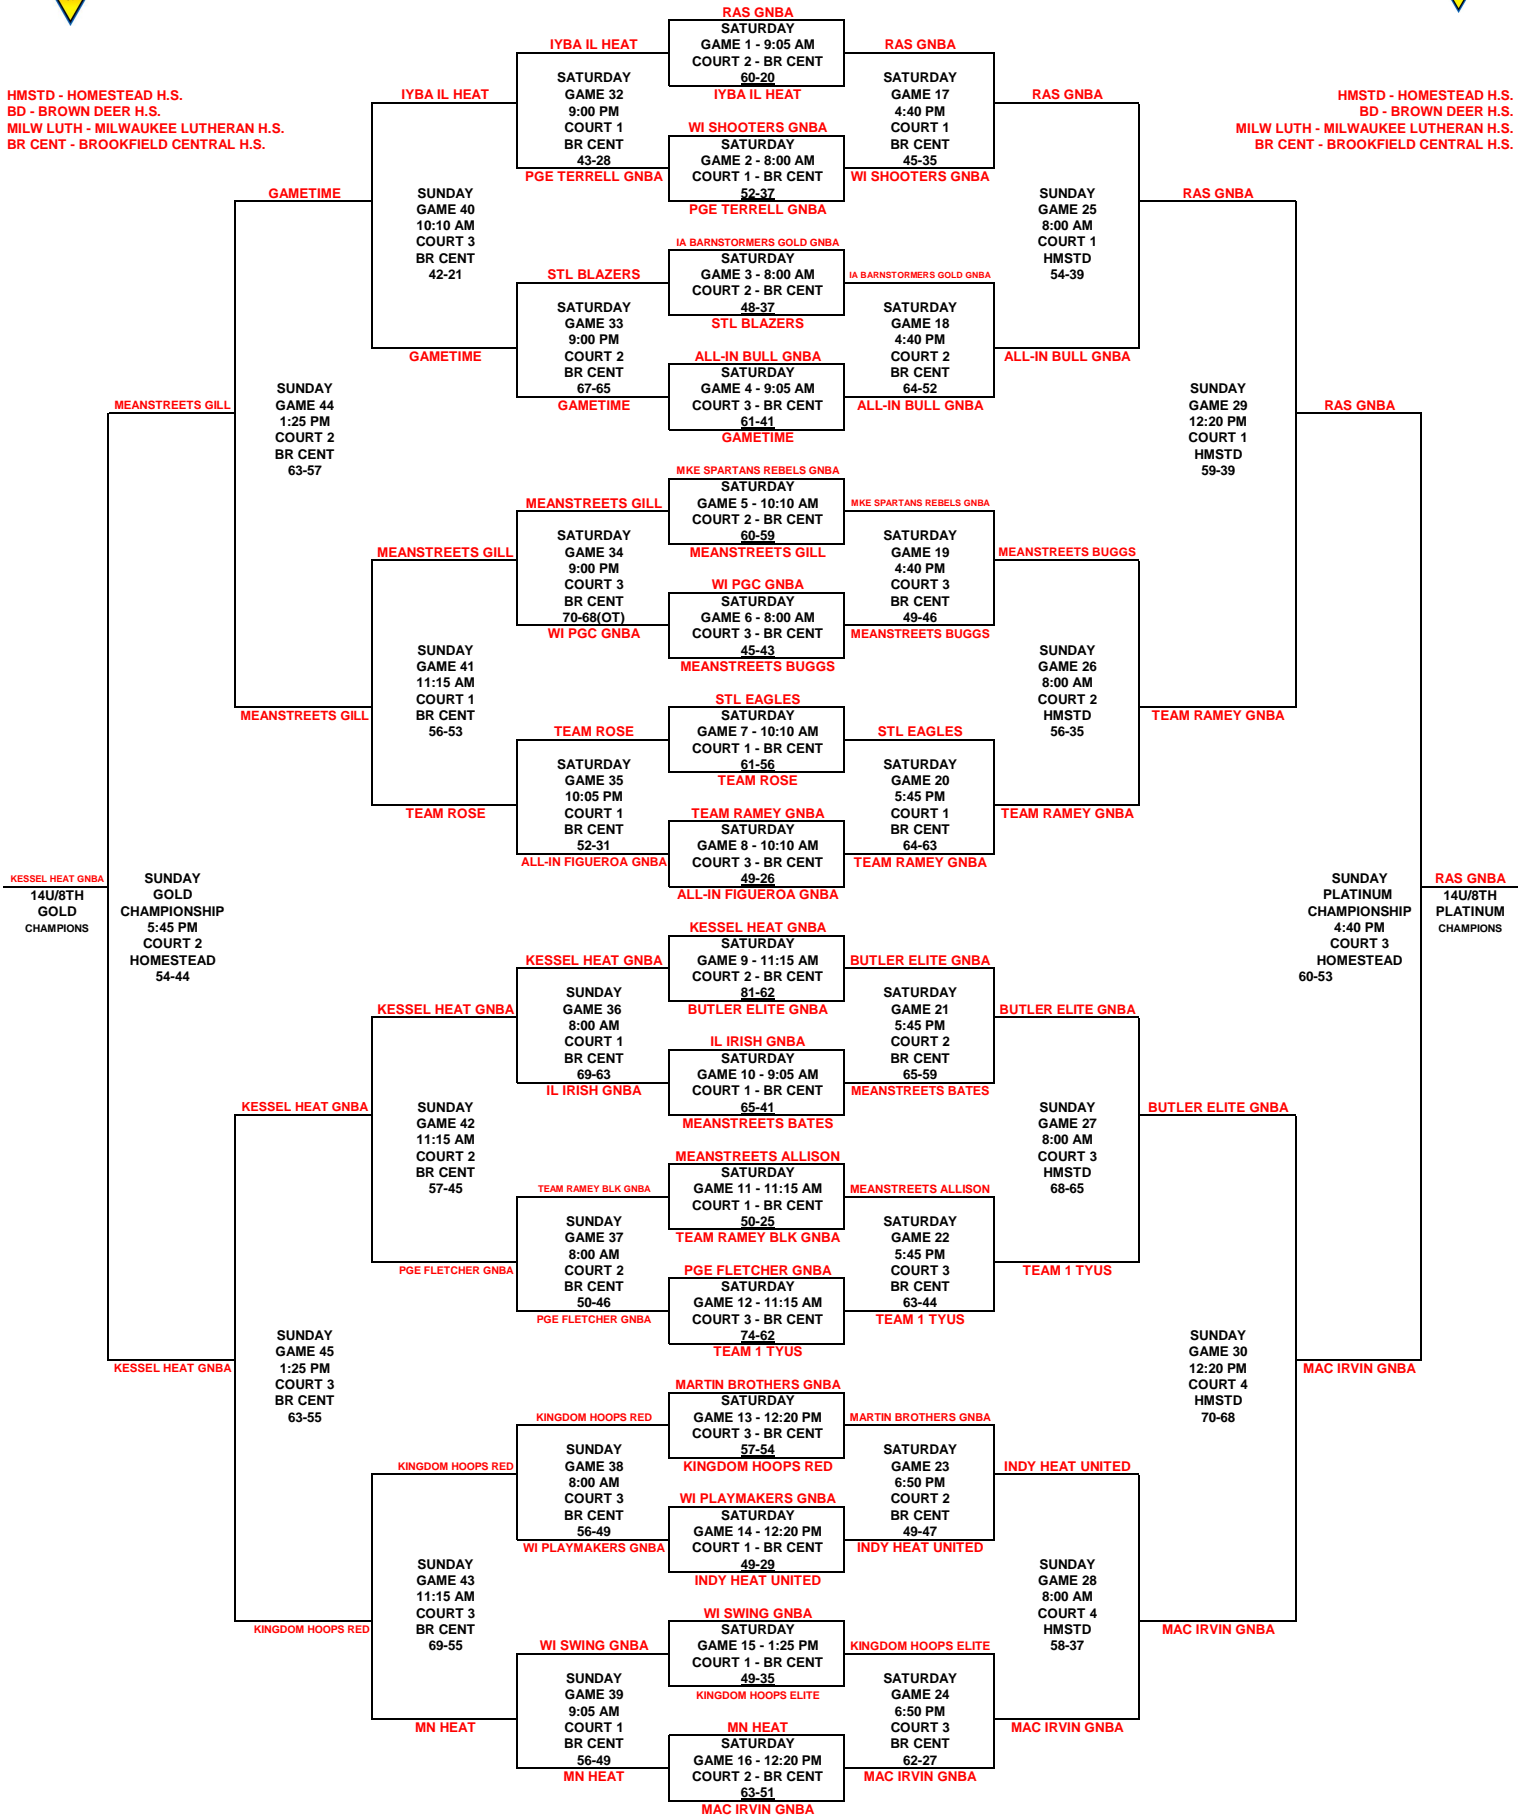 RAS GNBA
SATURDAY
GAME 1 - 9:05 AM
COURT 2 - BR CENT
60-20
IYBA IL HEAT
WI SHOOTERS GNBA
SATURDAY
GAME 2 - 8:00 AM
COURT 1 - BR CENT
52-37
PGE TERRELL GNBA
IA BARNSTORMERS GOLD GNBA
SATURDAY
GAME 3 - 8:00 AM
COURT 2 - BR CENT
48-37
STL BLAZERS
ALL-IN BULL GNBA
SATURDAY
GAME 4 - 9:05 AM
COURT 3 - BR CENT
61-41
GAMETIME
MKE SPARTANS REBELS GNBA
SATURDAY
GAME 5 - 10:10 AM
COURT 2 - BR CENT
60-59
MEANSTREETS GILL
WI PGC GNBA
SATURDAY
GAME 6 - 8:00 AM
COURT 3 - BR CENT
45-43
MEANSTREETS BUGGS
STL EAGLES
SATURDAY
GAME 7 - 10:10 AM
COURT 1 - BR CENT
61-56
TEAM ROSE
TEAM RAMEY GNBA
SATURDAY
GAME 8 - 10:10 AM
COURT 3 - BR CENT
49-26
ALL-IN FIGUEROA GNBA
KESSEL HEAT GNBA
SATURDAY
GAME 9 - 11:15 AM
COURT 2 - BR CENT
81-62
BUTLER ELITE GNBA
IL IRISH GNBA
SATURDAY
GAME 10 - 9:05 AM
COURT 1 - BR CENT
65-41
MEANSTREETS BATES
MEANSTREETS ALLISON
SATURDAY
GAME 11 - 11:15 AM
COURT 1 - BR CENT
50-25
TEAM RAMEY BLK GNBA
PGE FLETCHER GNBA
SATURDAY
GAME 12 - 11:15 AM
COURT 3 - BR CENT
74-62
TEAM 1 TYUS
MARTIN BROTHERS GNBA
SATURDAY
GAME 13 - 12:20 PM
COURT 3 - BR CENT
57-54
KINGDOM HOOPS RED
WI PLAYMAKERS GNBA
SATURDAY
GAME 14 - 12:20 PM
COURT 1 - BR CENT
49-29
INDY HEAT UNITED
WI SWING GNBA
SATURDAY
GAME 15 - 1:25 PM
COURT 1 - BR CENT
49-35
KINGDOM HOOPS ELITE
MN HEAT
SATURDAY
GAME 16 - 12:20 PM
COURT 2 - BR CENT
63-51
MAC IRVIN GNBA
HMSTD - HOMESTEAD H.S.
BD - BROWN DEER H.S.
MILW LUTH - MILWAUKEE LUTHERAN H.S.
BR CENT - BROOKFIELD CENTRAL H.S.
IYBA IL HEAT
SATURDAY
GAME 32
9:00 PM
COURT 1
BR CENT
43-28
PGE TERRELL GNBA
STL BLAZERS
SATURDAY
GAME 33
9:00 PM
COURT 2
BR CENT
67-65
GAMETIME
MEANSTREETS GILL
SATURDAY
GAME 34
9:00 PM
COURT 3
BR CENT
70-68(OT)
WI PGC GNBA
TEAM ROSE
SATURDAY
GAME 35
10:05 PM
COURT 1
BR CENT
52-31
ALL-IN FIGUEROA GNBA
KESSEL HEAT GNBA
SUNDAY
GAME 36
8:00 AM
COURT 1
BR CENT
69-63
IL IRISH GNBA
TEAM RAMEY BLK GNBA
SUNDAY
GAME 37
8:00 AM
COURT 2
BR CENT
50-46
PGE FLETCHER GNBA
KINGDOM HOOPS RED
SUNDAY
GAME 38
8:00 AM
COURT 3
BR CENT
56-49
WI PLAYMAKERS GNBA
WI SWING GNBA
SUNDAY
GAME 39
9:05 AM
COURT 1
BR CENT
56-49
MN HEAT
IYBA IL HEAT
SUNDAY
GAME 40
10:10 AM
COURT 3
BR CENT
42-21
GAMETIME
MEANSTREETS GILL
SUNDAY
GAME 41
11:15 AM
COURT 1
BR CENT
56-53
TEAM ROSE
KESSEL HEAT GNBA
SUNDAY
GAME 42
11:15 AM
COURT 2
BR CENT
57-45
PGE FLETCHER GNBA
KINGDOM HOOPS RED
SUNDAY
GAME 43
11:15 AM
COURT 3
BR CENT
69-55
MN HEAT
GAMETIME
SUNDAY
GAME 44
1:25 PM
COURT 2
BR CENT
63-57
MEANSTREETS GILL
KESSEL HEAT GNBA
SUNDAY
GAME 45
1:25 PM
COURT 3
BR CENT
63-55
KINGDOM HOOPS RED
MEANSTREETS GILL
SUNDAY
GOLD
CHAMPIONSHIP
5:45 PM
COURT 2
HOMESTEAD
54-44
KESSEL HEAT GNBA
KESSEL HEAT GNBA
14U/8TH
GOLD
CHAMPIONS
RAS GNBA
SATURDAY
GAME 17
4:40 PM
COURT 1
BR CENT
45-35
WI SHOOTERS GNBA
IA BARNSTORMERS GOLD GNBA
SATURDAY
GAME 18
4:40 PM
COURT 2
BR CENT
64-52
ALL-IN BULL GNBA
MKE SPARTANS REBELS GNBA
SATURDAY
GAME 19
4:40 PM
COURT 3
BR CENT
49-46
MEANSTREETS BUGGS
STL EAGLES
SATURDAY
GAME 20
5:45 PM
COURT 1
BR CENT
64-63
TEAM RAMEY GNBA
BUTLER ELITE GNBA
SATURDAY
GAME 21
5:45 PM
COURT 2
BR CENT
65-59
MEANSTREETS BATES
MEANSTREETS ALLISON
SATURDAY
GAME 22
5:45 PM
COURT 3
BR CENT
63-44
TEAM 1 TYUS
MARTIN BROTHERS GNBA
SATURDAY
GAME 23
6:50 PM
COURT 2
BR CENT
49-47
INDY HEAT UNITED
KINGDOM HOOPS ELITE
SATURDAY
GAME 24
6:50 PM
COURT 3
BR CENT
62-27
MAC IRVIN GNBA
RAS GNBA
SUNDAY
GAME 25
8:00 AM
COURT 1
HMSTD
54-39
ALL-IN BULL GNBA
MEANSTREETS BUGGS
SUNDAY
GAME 26
8:00 AM
COURT 2
HMSTD
56-35
TEAM RAMEY GNBA
BUTLER ELITE GNBA
SUNDAY
GAME 27
8:00 AM
COURT 3
HMSTD
68-65
TEAM 1 TYUS
INDY HEAT UNITED
SUNDAY
GAME 28
8:00 AM
COURT 4
HMSTD
58-37
MAC IRVIN GNBA
RAS GNBA
SUNDAY
GAME 29
12:20 PM
COURT 1
HMSTD
59-39
TEAM RAMEY GNBA
BUTLER ELITE GNBA
SUNDAY
GAME 30
12:20 PM
COURT 4
HMSTD
70-68
MAC IRVIN GNBA
RAS GNBA
SUNDAY
PLATINUM
CHAMPIONSHIP
4:40 PM
COURT 3
HOMESTEAD
60-53
MAC IRVIN GNBA
RAS GNBA
14U/8TH
PLATINUM
CHAMPIONS
HMSTD - HOMESTEAD H.S.
BD - BROWN DEER H.S.
MILW LUTH - MILWAUKEE LUTHERAN H.S.
BR CENT - BROOKFIELD CENTRAL H.S.